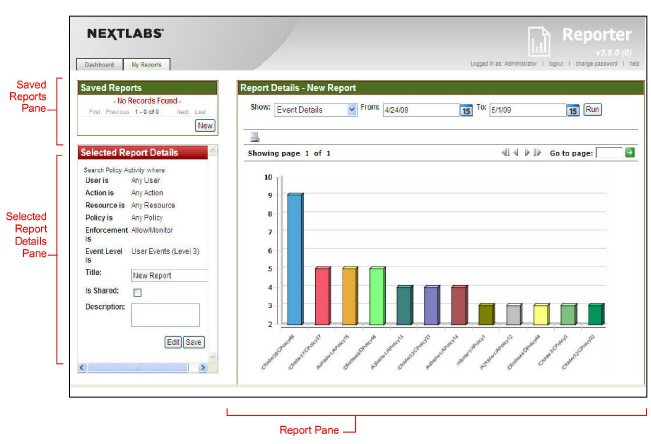 NEXTLABS
Reporter
v3.6.0 (0)
Dashboard
My Reports
Logged in as: Administrator | logout | change password | help
Saved
Reports
Pane
Saved Reports
- No Records Found -
First Previous 1 - 0 of 0 Next Last
New
Selected
Report
Details
Pane
Selected Report Details
Search Policy Activity where
User is Any User
Action is Any Action
Resource is Any Resource
Policy is Any Policy
Enforcement is Allow/Monitor
Event Level is User Events (Level 3)
Title: New Report
Is Shared:
Description:
Edit Save
Report Details - New Report
Show: Event Details From: 4/24/09 15 To: 5/1/09 15 Run
Showing page 1 of 1 Go to page:
10
9
8
7
6
5
4
3
2
Report Pane